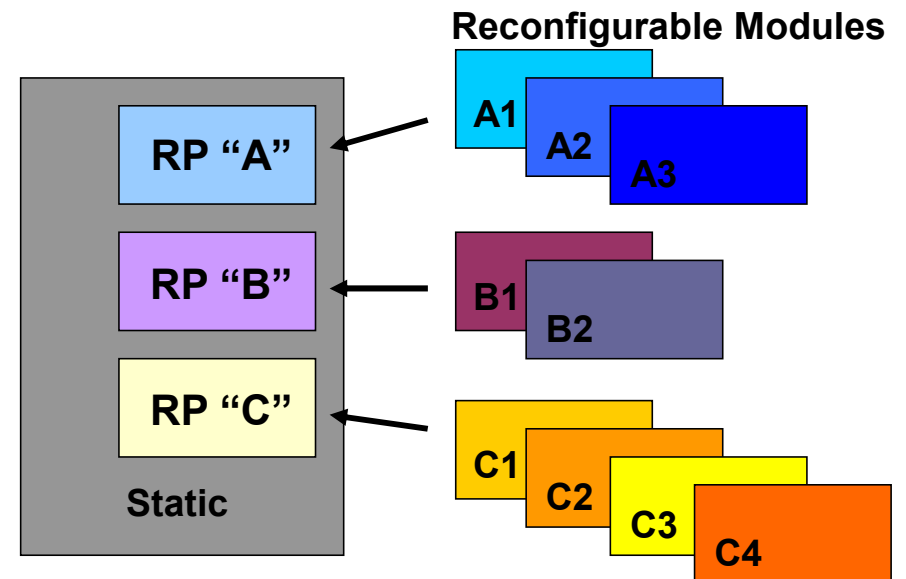 Reconfigurable Modules
RP “A”
A1
A2
A3
RP “B”
B1
B2
RP “C”
C1
C2
C3
C4
Static